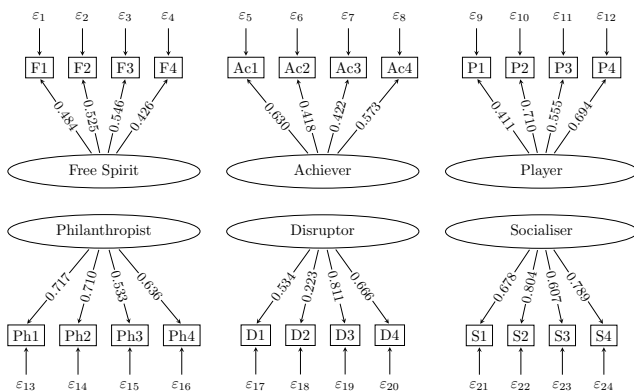 ε1 ε2 ε3 ε4 ε5 ε6 ε7 ε8 ε9 ε10 ε11 ε12
F1 F2 F3 F4 Ac1 Ac2 Ac3 Ac4 P1 P2 P3 P4
0.484 0.525 0.546 0.426 0.630 0.418 0.422 0.573 0.411 0.710 0.555 0.694
Free Spirit Achiever Player
Philanthropist Disruptor Socialiser
0.717 0.710 0.533 0.636 0.534 0.223 0.811 0.666 0.678 0.804 0.607 0.789
Ph1 Ph2 Ph3 Ph4 D1 D2 D3 D4 S1 S2 S3 S4
ε13 ε14 ε15 ε16 ε17 ε18 ε19 ε20 ε21 ε22 ε23 ε24